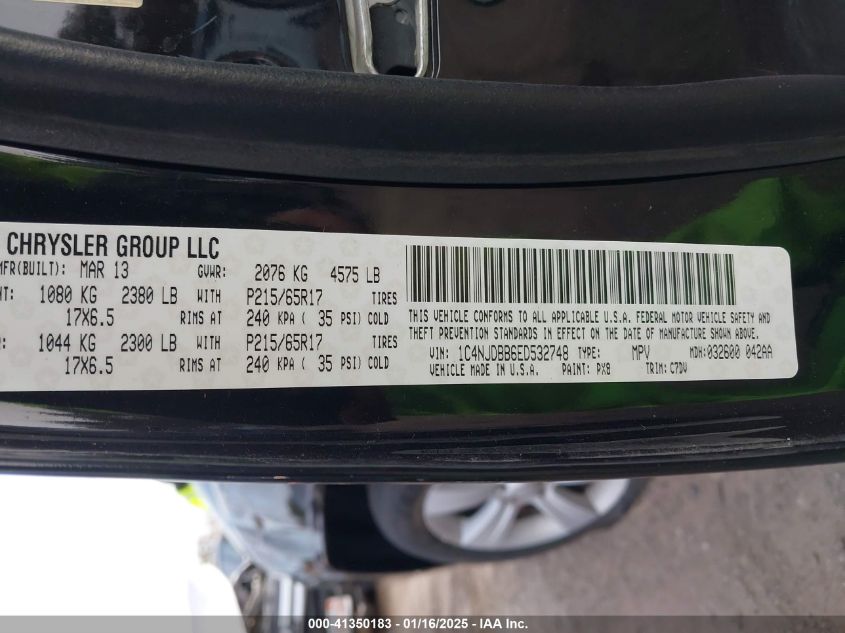 CHRYSLER GROUP LLC
MFR(BUILT): MAR 13 GVWR: 2076 KG 4575 LB
1080 KG 2380 LB WITH P215/65R17 TIRES
17X6.5 RIMS AT 240 KPA ( 35 PSI) COLD
1044 KG 2300 LB WITH P215/65R17 TIRES
17X6.5 RIMS AT 240 KPA ( 35 PSI) COLD
THIS VEHICLE CONFORMS TO ALL APPLICABLE U.S.A. FEDERAL MOTOR VEHICLE SAFETY AND
THEFT PREVENTION STANDARDS IN EFFECT ON THE DATE OF MANUFACTURE SHOWN ABOVE.
VIN: 1C4NJDBB6ED532748 TYPE: MPV MDH:032600 042AA
VEHICLE MADE IN U.S.A. PAINT: PX8 TRIM: C7DV
000-41350183 - 01/16/2025 - IAA Inc.